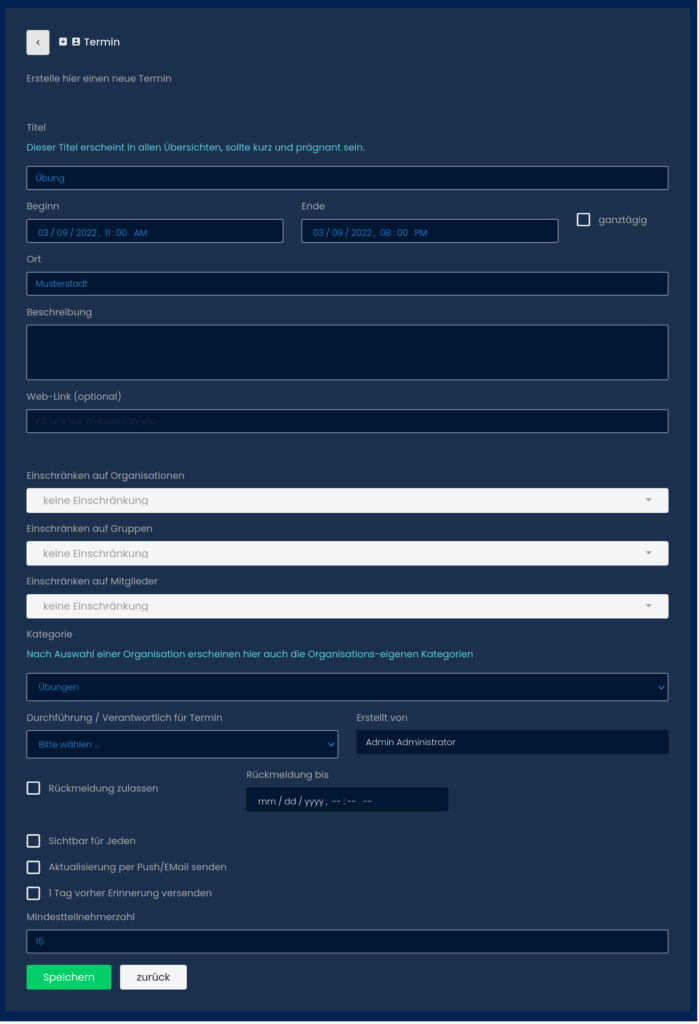 < Termin
Erstelle hier einen neue Termin
Titel
Dieser Titel erscheint in allen Übersichten, sollte kurz und prägnant sein.
Übung
Beginn Ende
03 / 09 / 2022 , 11 : 00 AM 03 / 09 / 2022 , 08 : 00 PM ganztägig
Ort
Musterstadt
Beschreibung
Web-Link (optional)
z.B. Link auf WebSession, etc.
Einschränken auf Organisationen
keine Einschränkung
Einschränken auf Gruppen
keine Einschränkung
Einschränken auf Mitglieder
keine Einschränkung
Kategorie
Nach Auswahl einer Organisation erscheinen hier auch die Organisations-eigenen Kategorien
Übungen
Durchführung / Verantwortlich für Termin Erstellt von
Bitte wählen ... Admin Administrator
Rückmeldung bis
Rückmeldung zulassen
mm / dd / yyyy , -- : -- --
Sichtbar für Jeden
Aktualisierung per Push/EMail senden
1 Tag vorher Erinnerung versenden
Mindestteilnehmerzahl
15
Speichern zurück